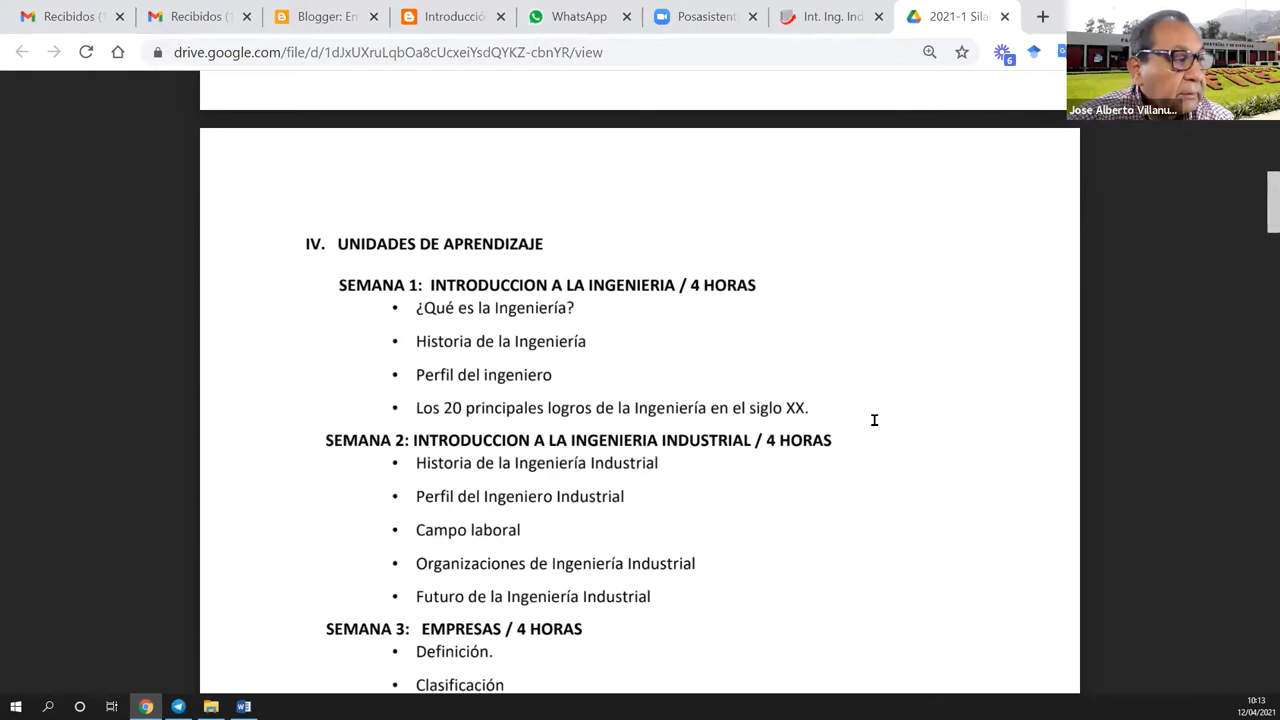 Recibidos (1
Recibidos (1
Blogger: En
Introducció
WhatsApp
Posasistent
Int. Ing. Ind
2021-1 Sila
drive.google.com/file/d/1dJxUXruLqbOa8cUcxeiYsdQYKZ-cbnYR/view
6
Jose Alberto Villanu...
IV. UNIDADES DE APRENDIZAJE
SEMANA 1: INTRODUCCION A LA INGENIERIA / 4 HORAS
• ¿Qué es la Ingeniería?
• Historia de la Ingeniería
• Perfil del ingeniero
• Los 20 principales logros de la Ingeniería en el siglo XX.
SEMANA 2: INTRODUCCION A LA INGENIERIA INDUSTRIAL / 4 HORAS
• Historia de la Ingeniería Industrial
• Perfil del Ingeniero Industrial
• Campo laboral
• Organizaciones de Ingeniería Industrial
• Futuro de la Ingeniería Industrial
SEMANA 3: EMPRESAS / 4 HORAS
• Definición.
• Clasificación
10:13
12/04/2021